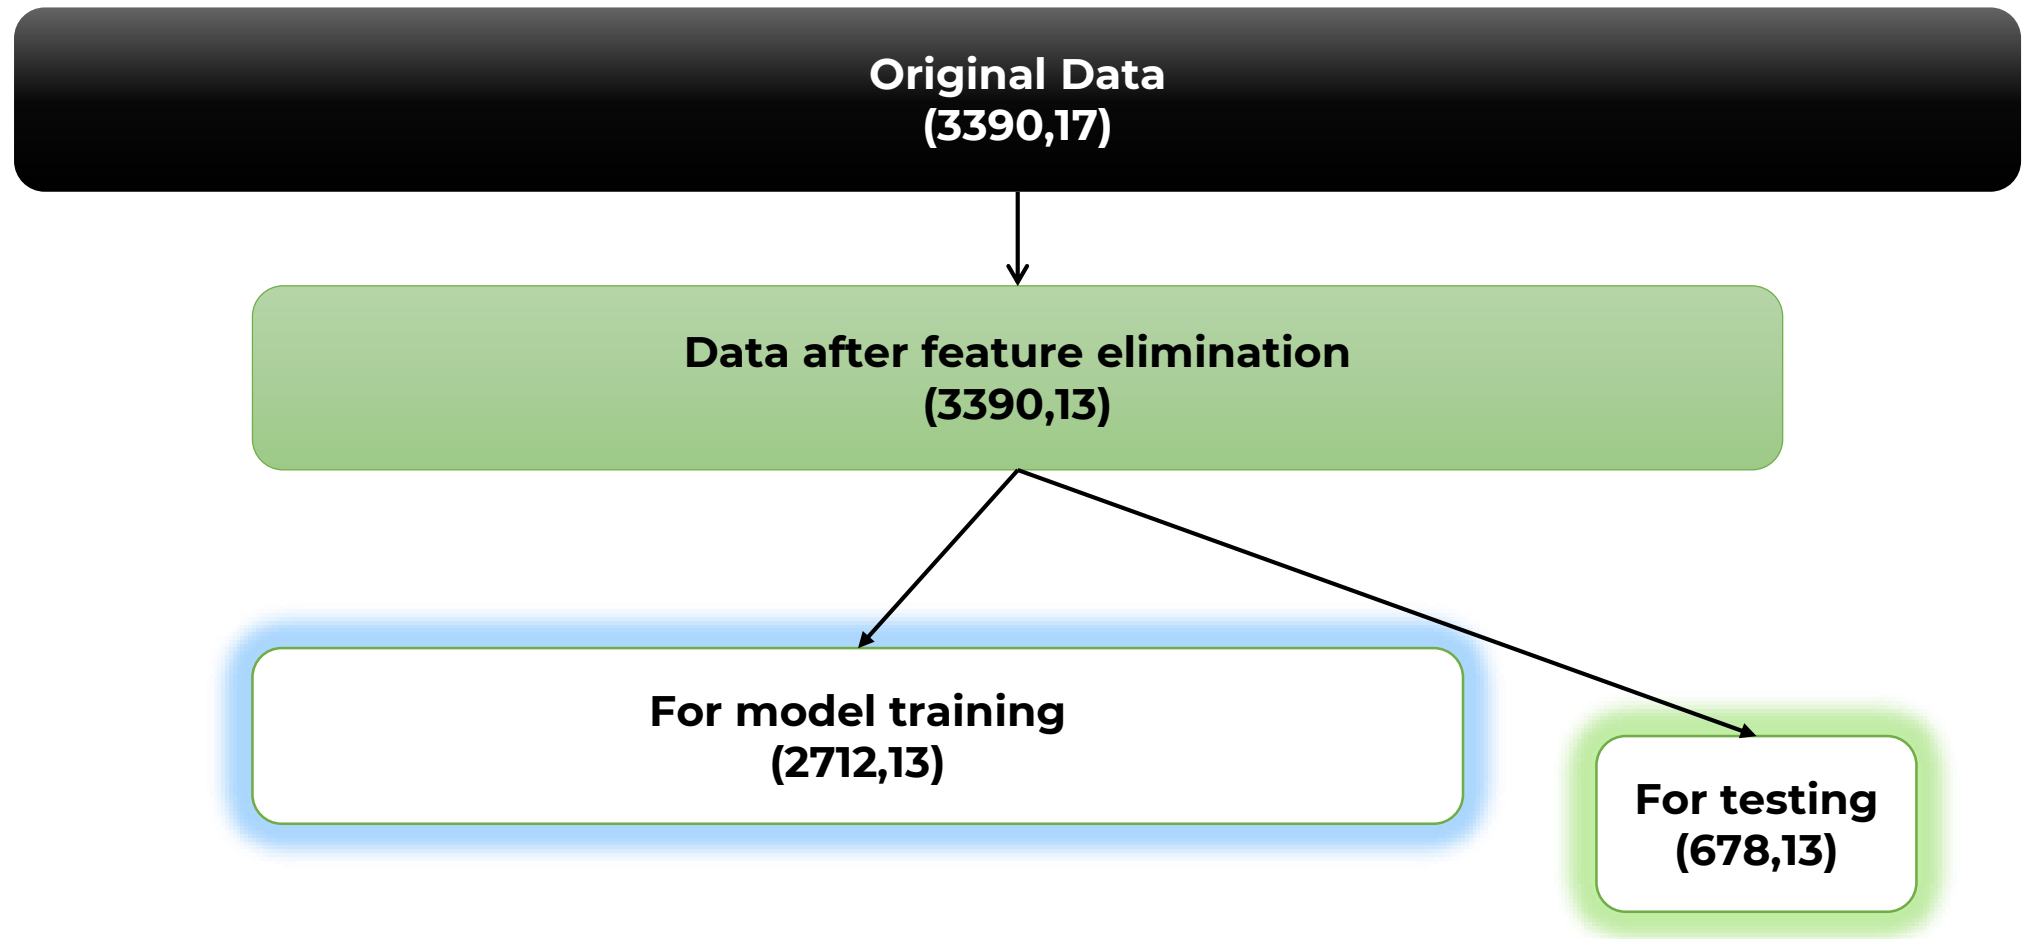 Original Data
(3390,17)
Data after feature elimination
(3390,13)
For model training
(2712,13)
For testing
(678,13)